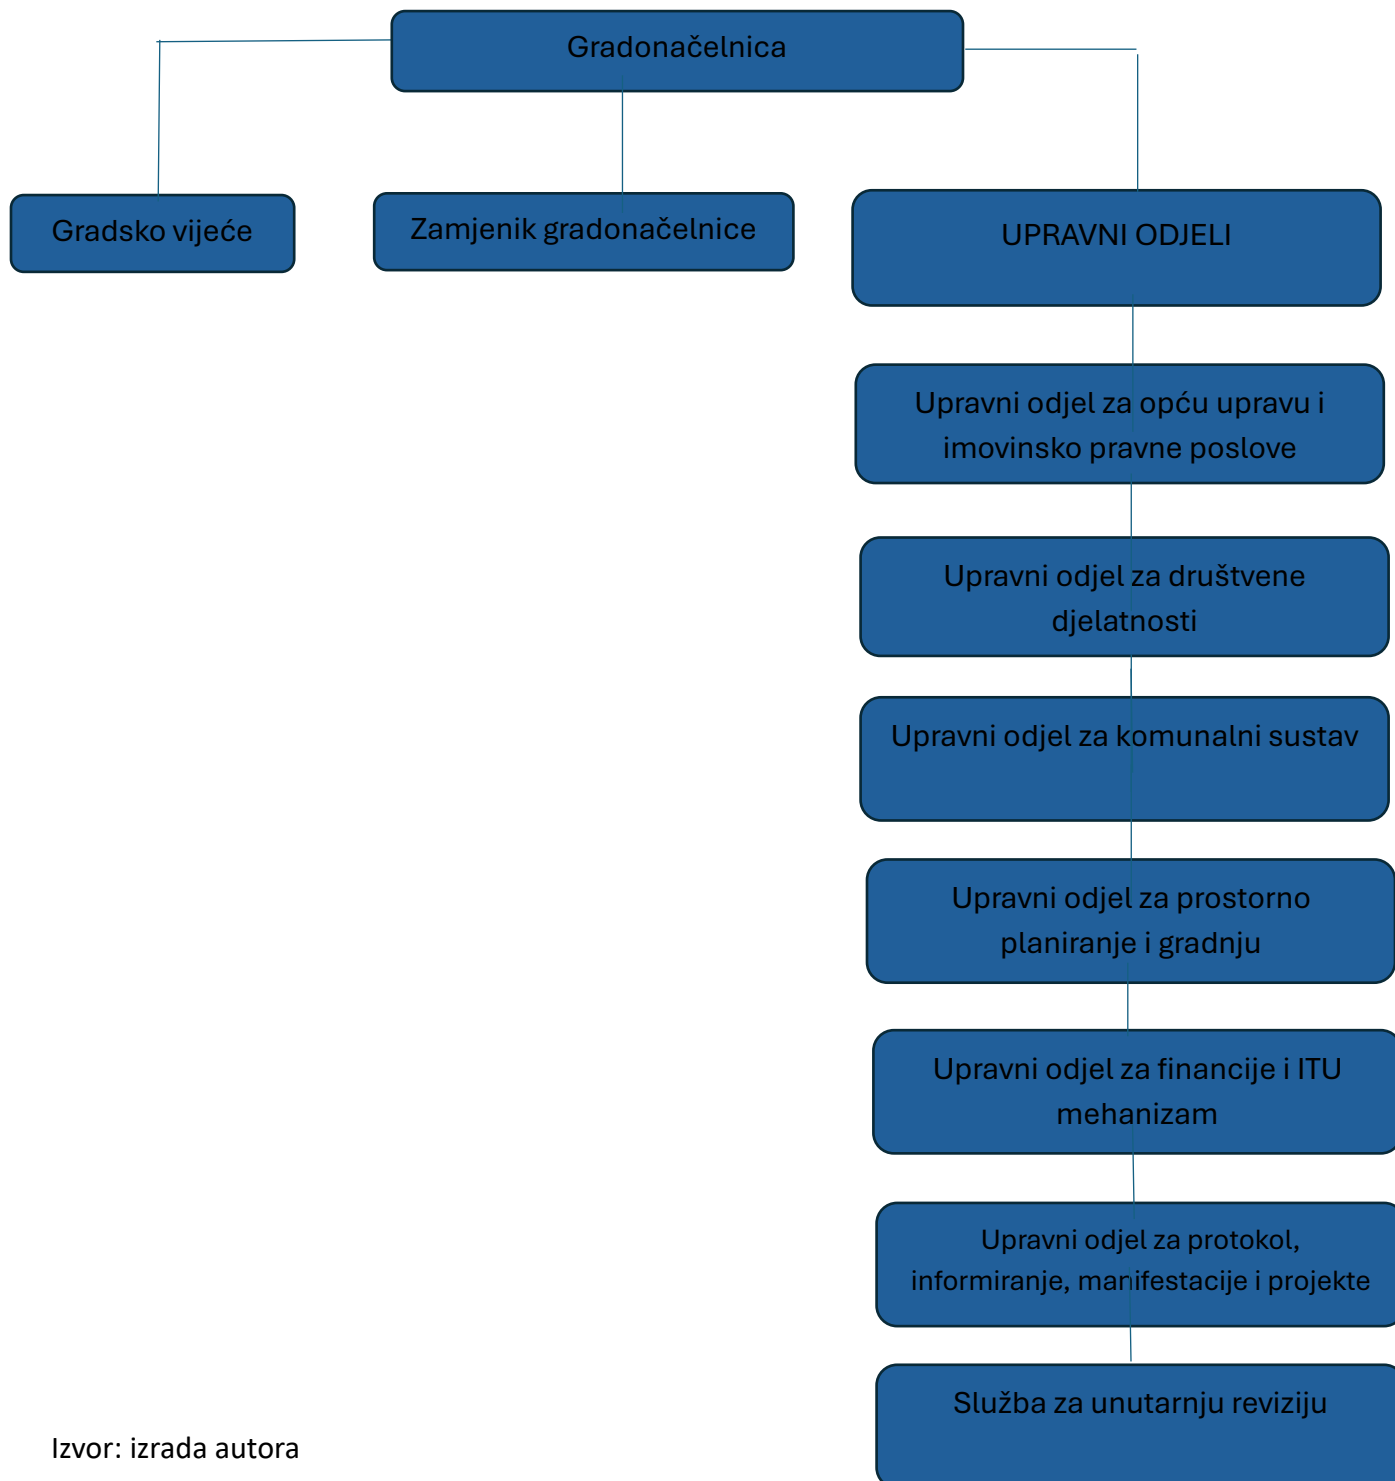 Gradonačelnica
Gradsko vijeće
Zamjenik gradonačelnice
UPRAVNI ODJELI
Upravni odjel za opću upravu i
imovinsko pravne poslove
Upravni odjel za društvene
djelatnosti
Upravni odjel za komunalni sustav
Upravni odjel za prostorno
planiranje i gradnju
Upravni odjel za financije i ITU
mehanizam
Upravni odjel za protokol,
informiranje, manifestacije i projekte
Služba za unutarnju reviziju
Izvor: izrada autora